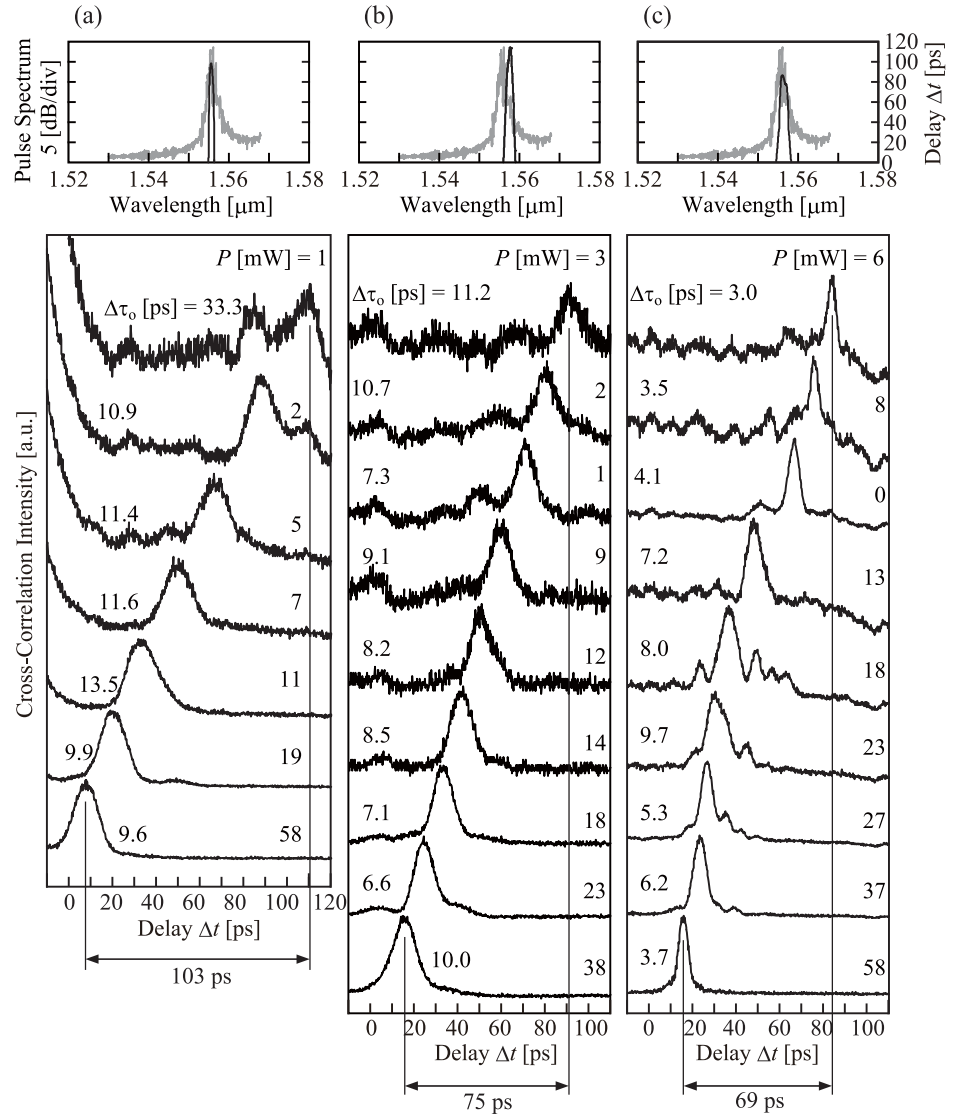 (a)
(b)
(c)
Pulse Spectrum
5 [dB/div]
1.52 1.54 1.56 1.58
Wavelength [μm]
1.52 1.54 1.56 1.58
Wavelength [μm]
1.52 1.54 1.56 1.58
Wavelength [μm]
120
100
80
60
40
20
0
Delay Δt [ps]
Cross-Correlation Intensity [a.u.]
P [mW] = 1
Δτo [ps] = 33.3
10.9 2
11.4 5
11.6 7
13.5 11
9.9 19
9.6 58
0 20 40 60 80 100 120
Delay Δt [ps]
103 ps
P [mW] = 3
Δτo [ps] = 11.2
10.7 2
7.3 1
9.1 9
8.2 12
8.5 14
7.1 18
6.6 23
10.0 38
0 20 40 60 80 100
Delay Δt [ps]
75 ps
P [mW] = 6
Δτo [ps] = 3.0
3.5 8
4.1 0
7.2 13
8.0 18
9.7 23
5.3 27
6.2 37
3.7 58
0 20 40 60 80 100
Delay Δt [ps]
69 ps